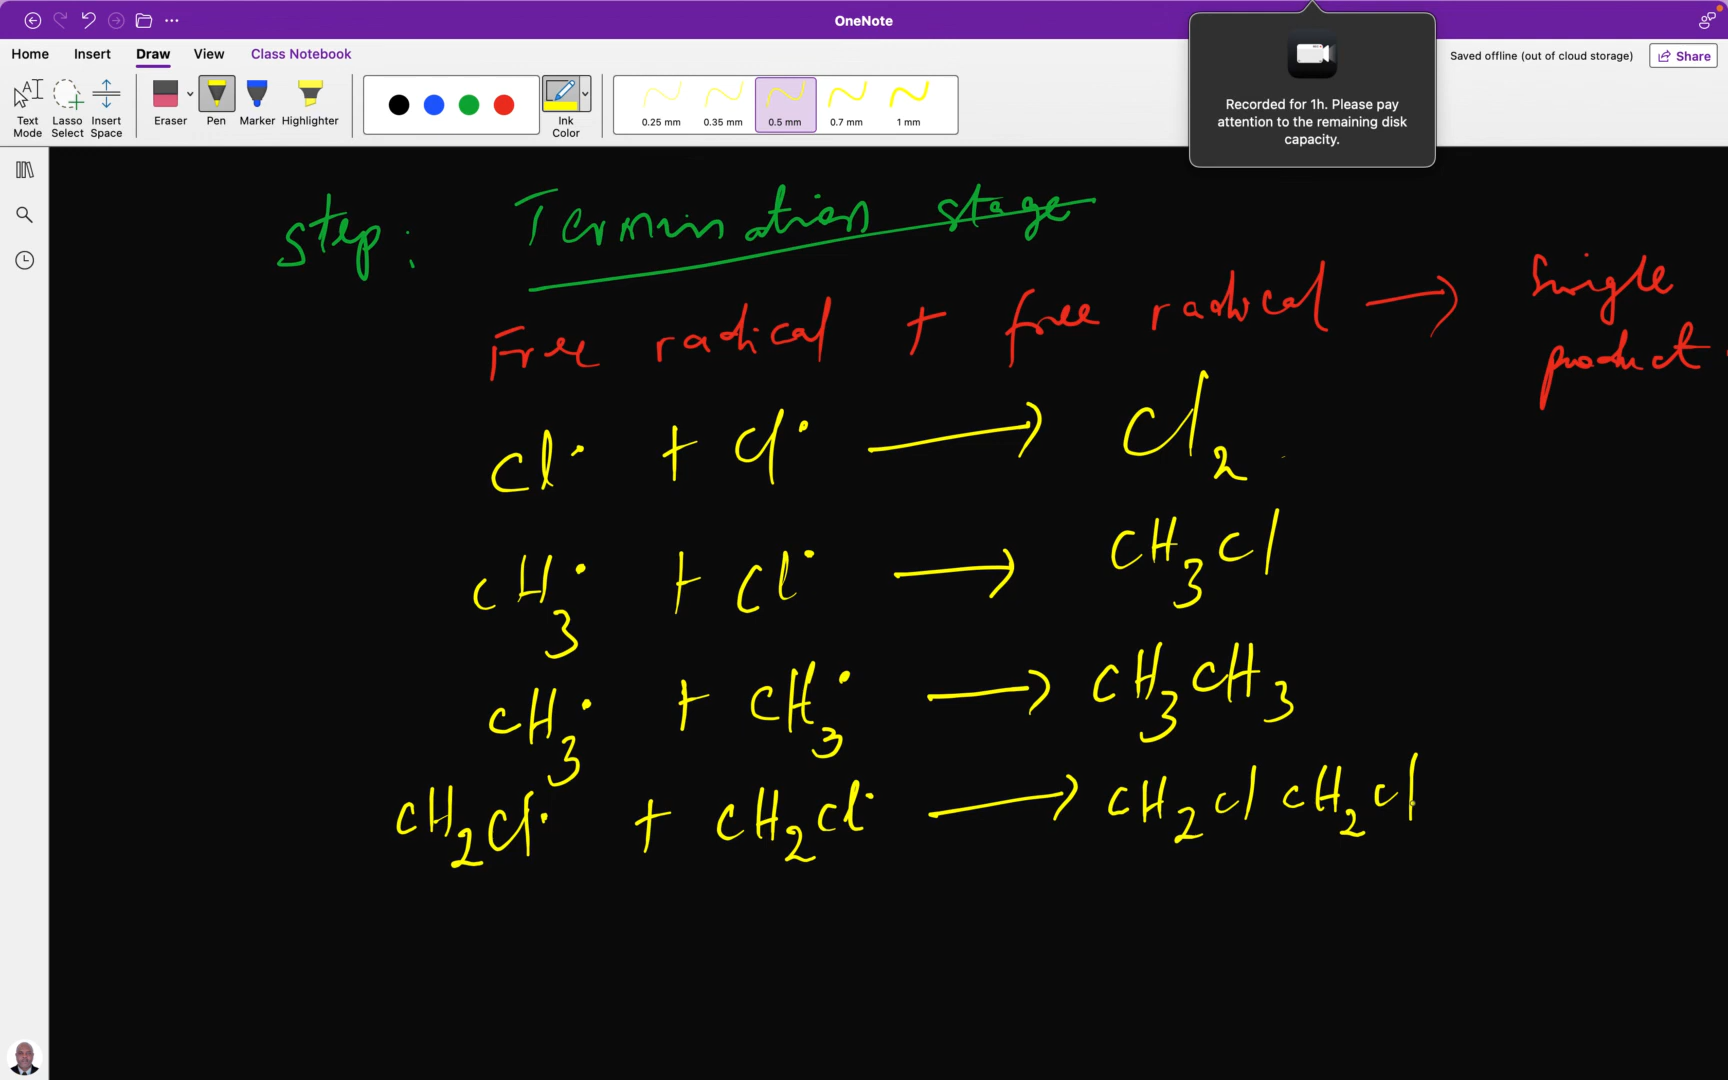 OneNote
Home Insert Draw View Class Notebook
Saved offline (out of cloud storage) Share
Recorded for 1h. Please pay
attention to the remaining disk
capacity.
Text Mode Lasso Select Insert Space Eraser Pen Marker Highlighter Ink Color 0.25 mm 0.35 mm 0.5 mm 0.7 mm 1 mm
Step: Termination stage
Free radical + free radical → Single product
Cl• + Cl• → Cl₂
CH₃• + Cl• → CH₃Cl
CH₃• + CH₃• → CH₃CH₃
CH₂Cl• + CH₂Cl• → CH₂ClCH₂Cl